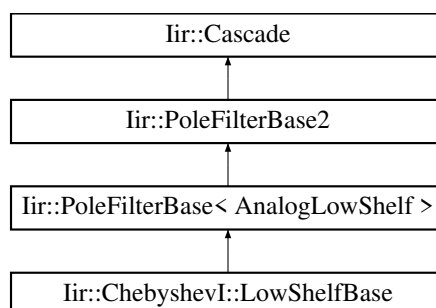 Iir::Cascade
Iir::PoleFilterBase2
Iir::PoleFilterBase< AnalogLowShelf >
Iir::ChebyshevI::LowShelfBase